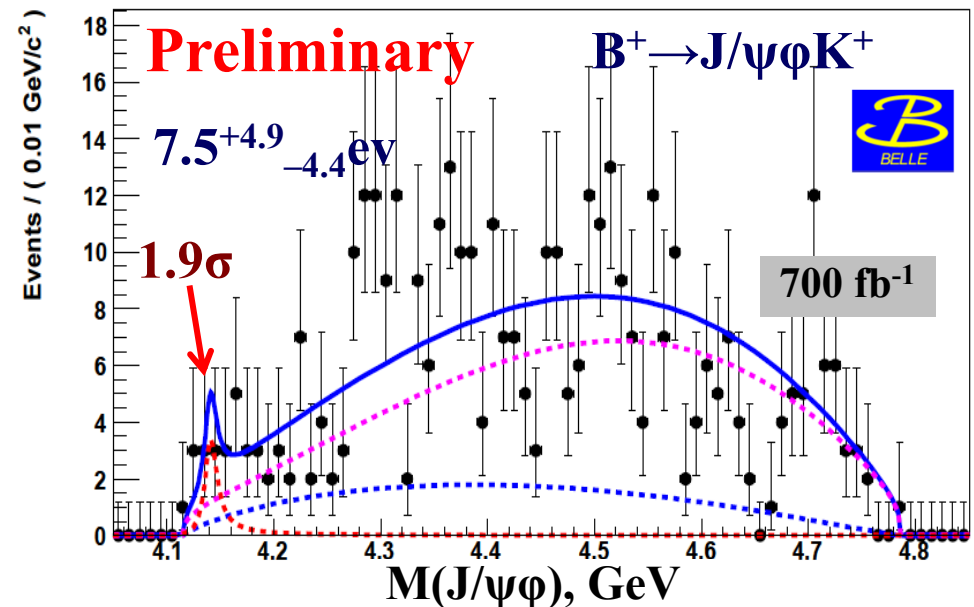 Events / ( 0.01 GeV/c² )
18
16
14
12
10
8
6
4
2
0
Preliminary
B⁺→J/ψφK⁺
7.5⁺⁴·⁹₋₄.₄ev
BELLE
1.9σ
700 fb⁻¹
4.1 4.2 4.3 4.4 4.5 4.6 4.7 4.8
M(J/ψφ), GeV